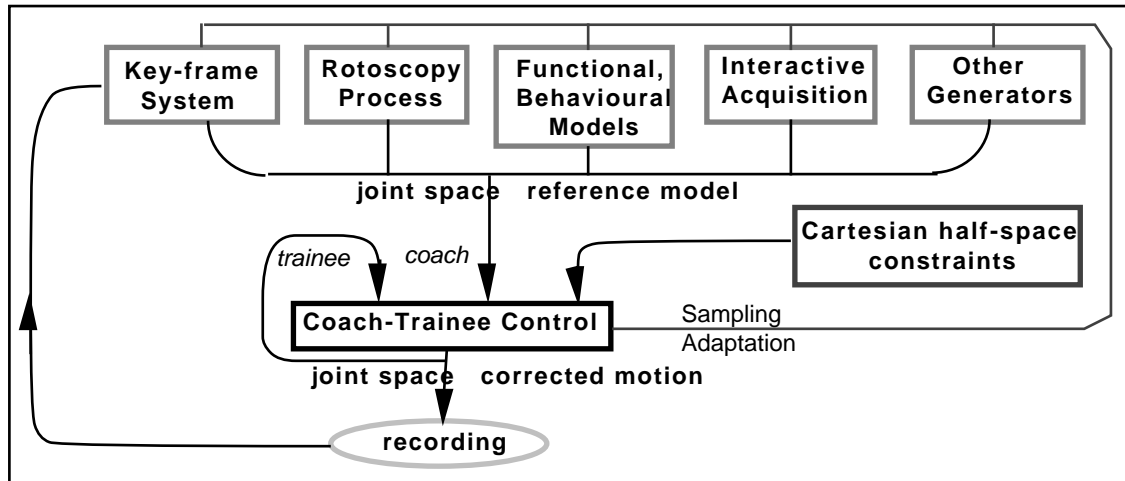 Key-frame
System
Rotoscopy
Process
Functional,
Behavioural
Models
Interactive
Acquisition
Other
Generators
joint space reference model
Cartesian half-space
constraints
trainee
coach
Coach-Trainee Control
Sampling
Adaptation
joint space corrected motion
recording